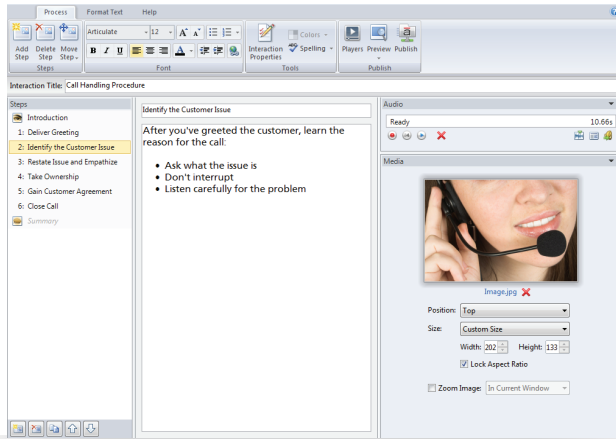 Process Format Text Help
Articulate 12
Add Step
Delete Step
Move Step
B I U
Interaction Properties
Colors
Spelling
Players Preview Publish
Steps Font Tools Publish
Interaction Title: Call Handling Procedure
Steps
Introduction
1: Deliver Greeting
2: Identify the Customer Issue
3: Restate Issue and Empathize
4: Take Ownership
5: Gain Customer Agreement
6: Close Call
Summary
Identify the Customer Issue
After you've greeted the customer, learn the
reason for the call:
• Ask what the issue is
• Don't interrupt
• Listen carefully for the problem
Audio
Ready 10.66s
Media
Image.jpg
Position: Top
Size: Custom Size
Width: 202 Height: 133
Lock Aspect Ratio
Zoom Image: In Current Window